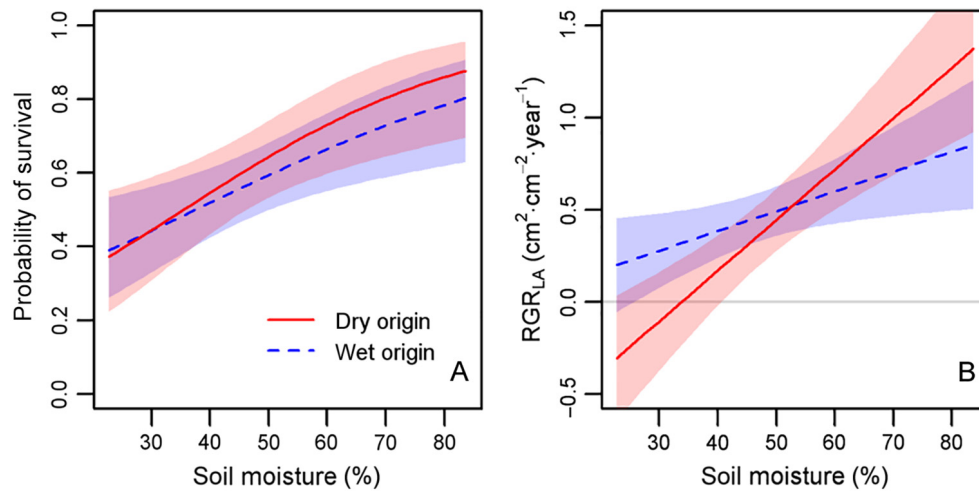 Probability of survival
1.0
0.8
0.6
0.4
0.2
0.0
Dry origin
Wet origin
A
30 40 50 60 70 80
Soil moisture (%)
RGR_LA (cm²·cm⁻²·year⁻¹)
1.5
1.0
0.5
0.0
−0.5
B
30 40 50 60 70 80
Soil moisture (%)